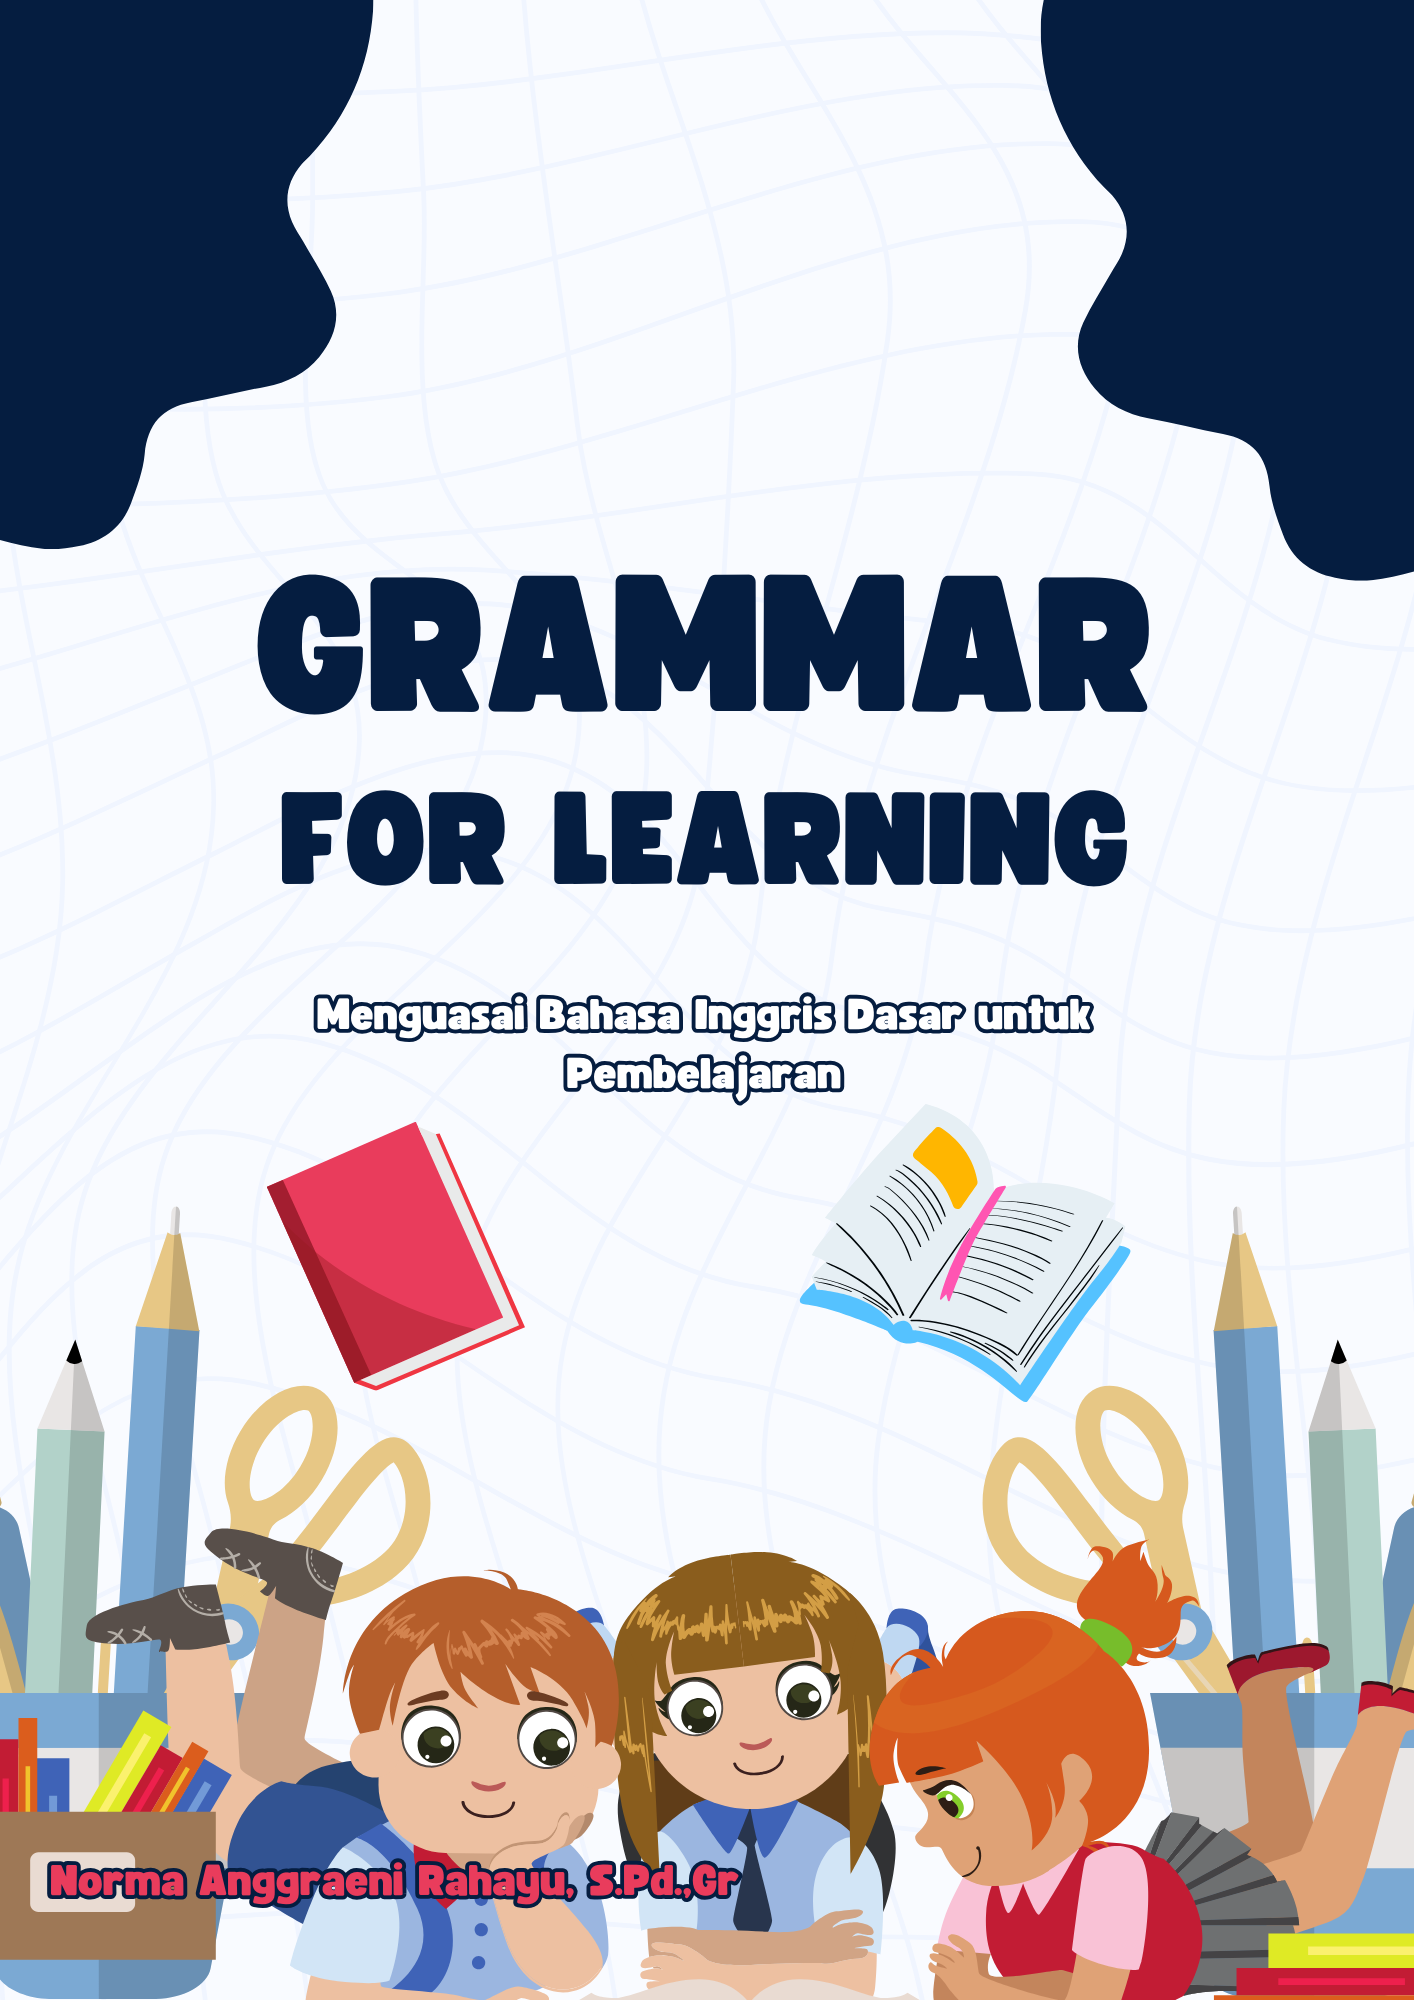 GRAMMAR
FOR LEARNING
Menguasai Bahasa Inggris Dasar untuk
Pembelajaran
Norma Anggraeni Rahayu, S.Pd.,Gr